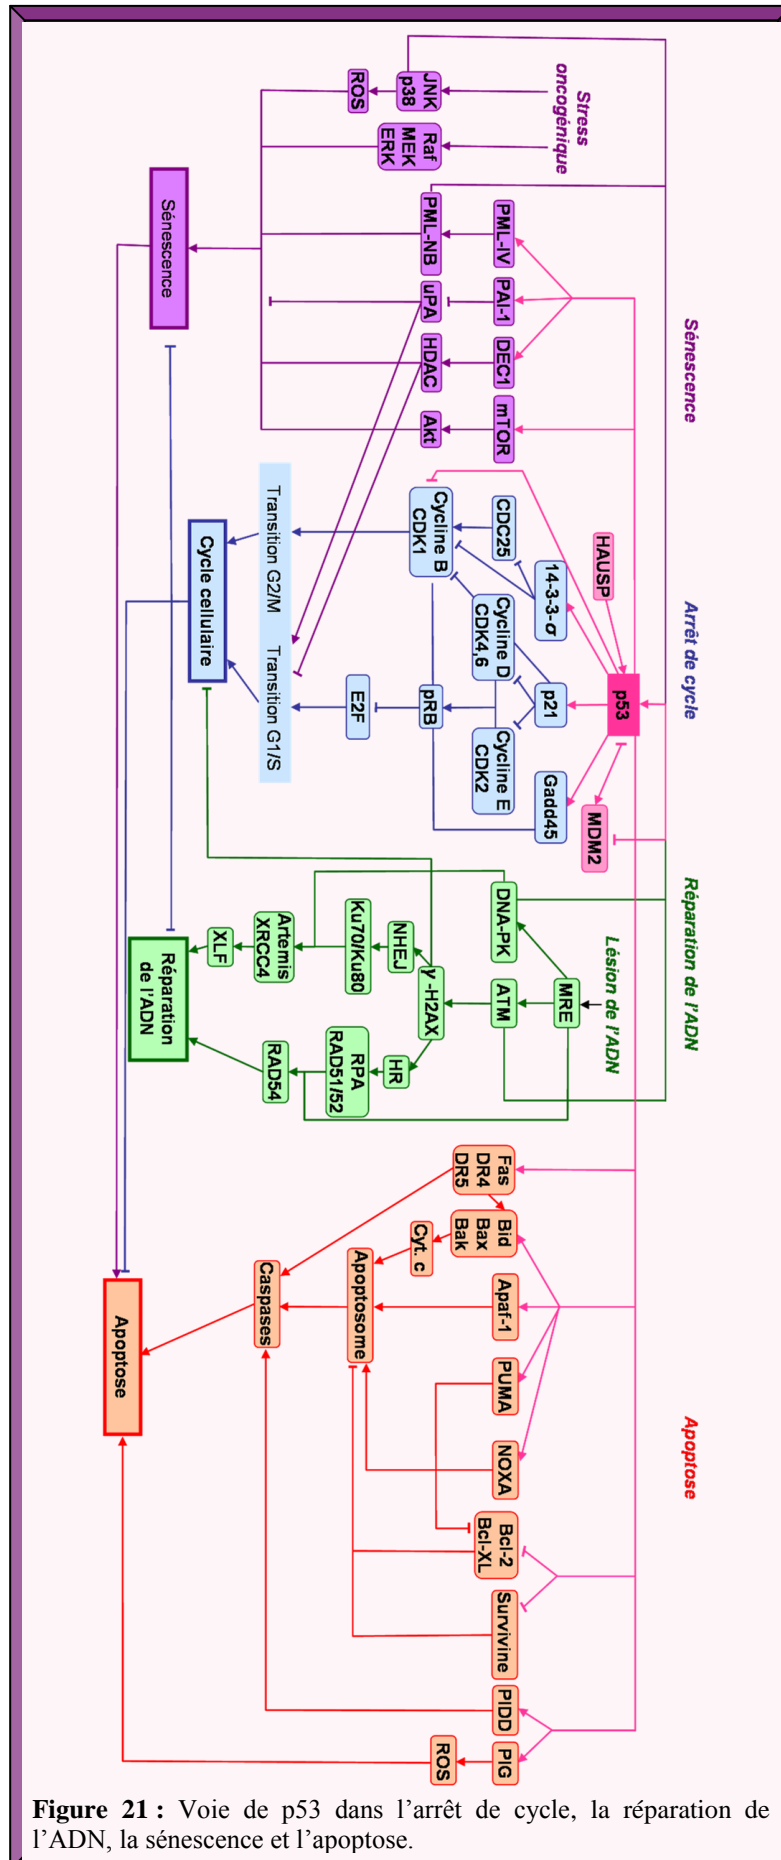 Stress
oncogénique
Sénescence
Arrêt de cycle
Réparation de l'ADN
Lésion de l'ADN
Apoptose
JNK
p38
ROS
Raf
MEK
ERK
PML-IV
PML-NB
PAI-1
uPA
DEC1
HDAC
mTOR
Akt
Sénescence
HAUSP
p53
MDM2
14-3-3-σ
CDC25
Cycline B
CDK1
p21
Cycline D
CDK4,6
Cycline E
CDK2
Gadd45
pRB
E2F
Transition G2/M
Transition G1/S
Cycle cellulaire
MRE
DNA-PK
ATM
γ-H2AX
NHEJ
Ku70/Ku80
Artemis
XRCC4
XLF
HR
RPA
RAD51/52
RAD54
Réparation
de l'ADN
Fas
DR4
DR5
Bid
Bax
Bak
Cyt. c
Apaf-1
Apoptosome
Caspases
PUMA
NOXA
Bcl-2
Bcl-XL
Survivine
PIDD
PIG
ROS
Apoptose
Figure 21 : Voie de p53 dans l'arrêt de cycle, la réparation de
l'ADN, la sénescence et l'apoptose.